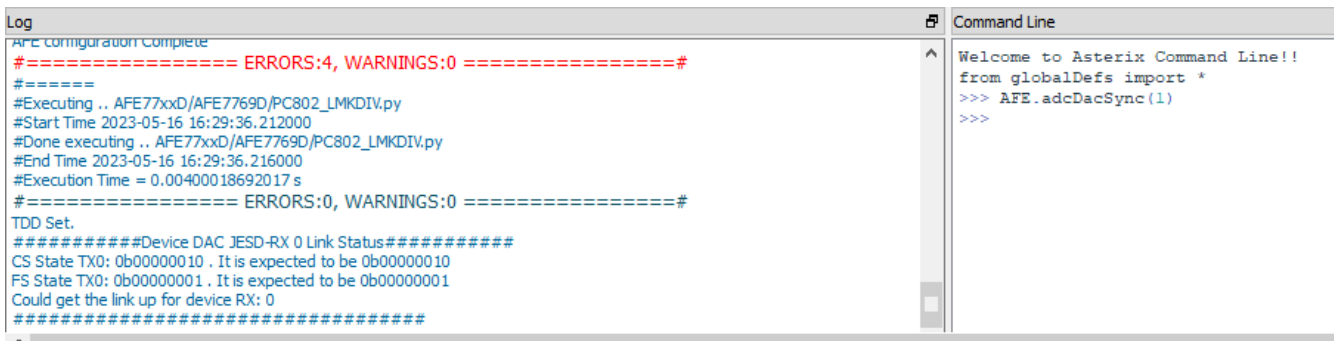 Log
AFE configuration Complete
#================ ERRORS:4, WARNINGS:0 ================#
#======
#Executing .. AFE77xxD/AFE7769D/PC802_LMKDIV.py
#Start Time 2023-05-16 16:29:36.212000
#Done executing .. AFE77xxD/AFE7769D/PC802_LMKDIV.py
#End Time 2023-05-16 16:29:36.216000
#Execution Time = 0.00400018692017 s
#================ ERRORS:0, WARNINGS:0 ================#
TDD Set.
###########Device DAC JESD-RX 0 Link Status###########
CS State TX0: 0b00000010 . It is expected to be 0b00000010
FS State TX0: 0b00000001 . It is expected to be 0b00000001
Could get the link up for device RX: 0
###################################
Command Line
Welcome to Asterix Command Line!!
from globalDefs import *
>>> AFE.adcDacSync(1)
>>>